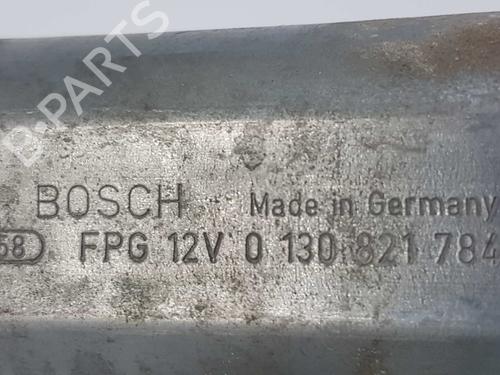 B-PARTS
BOSCH Made in Germany
58 FPG 12V 0 130 821 784